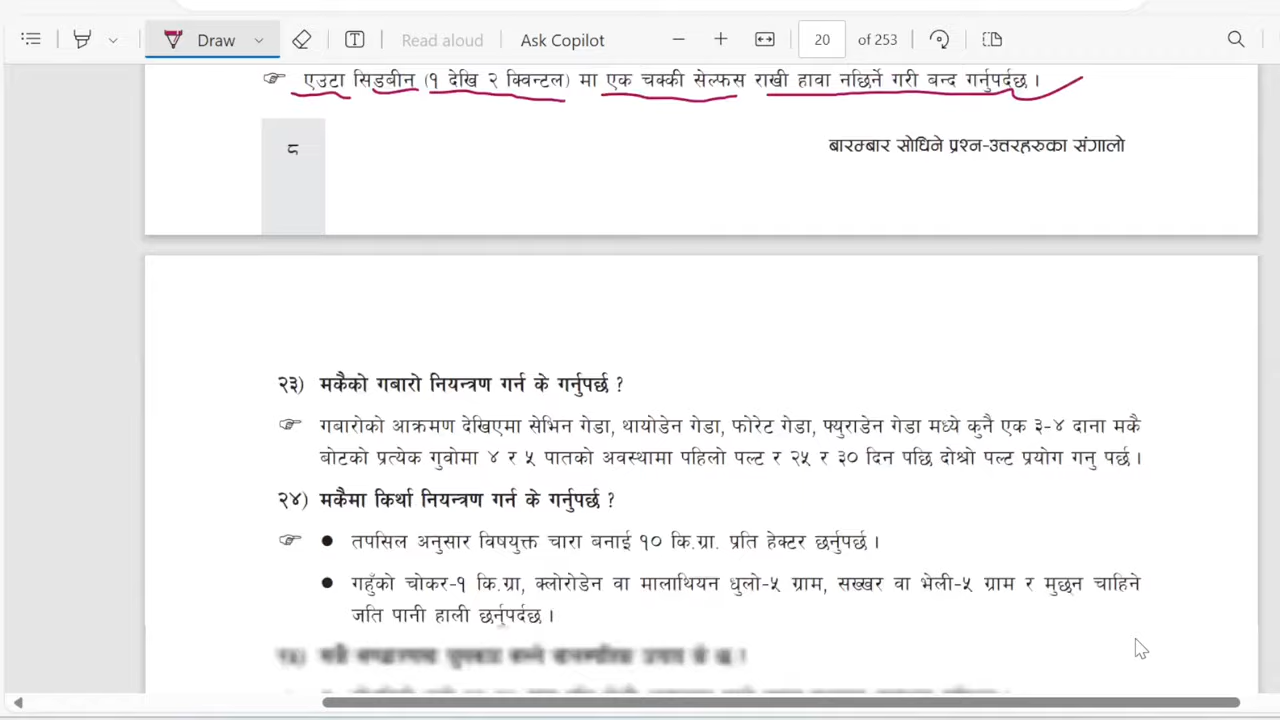 Draw
Read aloud
Ask Copilot
20
of 253
एउटा सिडबीन (१ देखि २ क्विन्टल) मा एक चक्की सेल्फस राखी हावा नछिर्ने गरी बन्द गर्नुपर्दछ ।
८
बारम्बार सोधिने प्रश्न-उत्तरहरुका संगालो
२३) मकैको गबारो नियन्त्रण गर्न के गर्नुपर्छ ?
गबारोको आक्रमण देखिएमा सेभिन गेडा, थायोडेन गेडा, फोरेट गेडा, फ्युराडेन गेडा मध्ये कुनै एक ३-४ दाना मकै
बोटको प्रत्येक गुवोमा ४ र ५ पातको अवस्थामा पहिलो पल्ट र २५ र ३० दिन पछि दोश्रो पल्ट प्रयोग गनु पर्छ ।
२४) मकैमा किर्था नियन्त्रण गर्न के गर्नुपर्छ ?
● तपसिल अनुसार विषयुक्त चारा बनाई १० कि.ग्रा. प्रति हेक्टर छर्नुपर्छ ।
● गहुँको चोकर-१ कि.ग्रा, क्लोरोडेन वा मालाथियन धुलो-५ ग्राम, सख्खर वा भेली-५ ग्राम र मुछ्न चाहिने
जति पानी हाली छर्नुपर्दछ ।